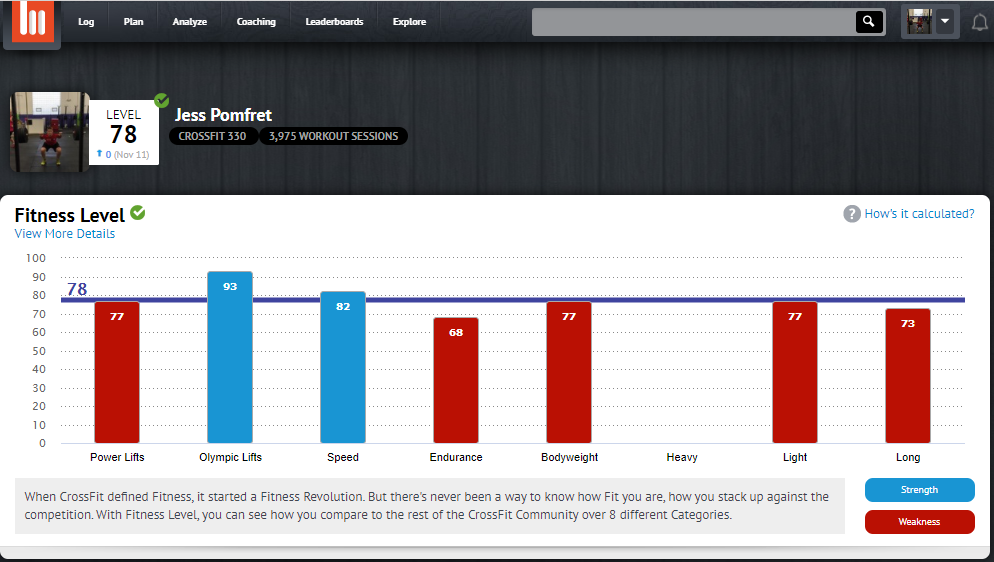 Log Plan Analyze Coaching Leaderboards Explore
LEVEL
78
0 (Nov 11)
Jess Pomfret
CROSSFIT 330 3,975 WORKOUT SESSIONS
Fitness Level
? How's it calculated?
View More Details
100
90
80
70
60
50
40
30
20
10
0
78
77
93
82
68
77
77
73
Power Lifts Olympic Lifts Speed Endurance Bodyweight Heavy Light Long
When CrossFit defined Fitness, it started a Fitness Revolution. But there's never been a way to know how Fit you are, how you stack up against the
competition. With Fitness Level, you can see how you compare to the rest of the CrossFit Community over 8 different Categories.
Strength
Weakness